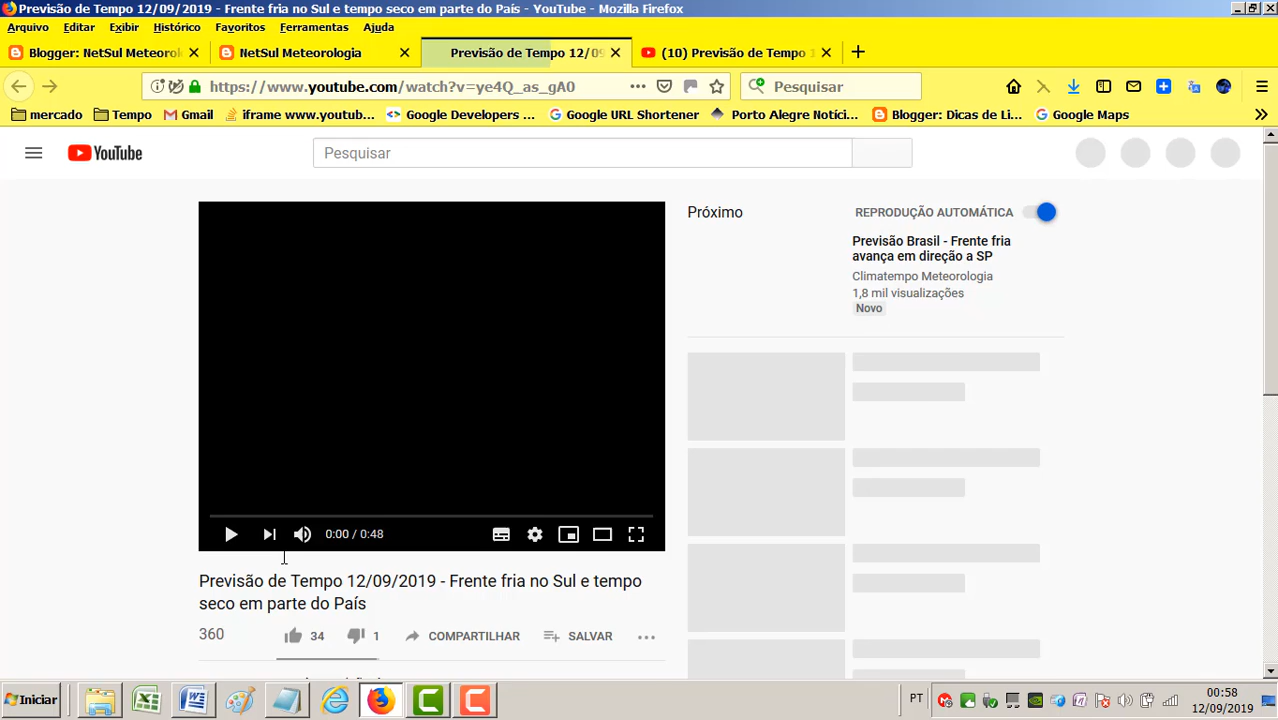 Previsão de Tempo 12/09/2019 - Frente fria no Sul e tempo seco em parte do País - YouTube - Mozilla Firefox
Arquivo Editar Exibir Histórico Favoritos Ferramentas Ajuda
Blogger: NetSul Meteorol NetSul Meteorologia Previsão de Tempo 12/09 (10) Previsão de Tempo 1
https://www.youtube.com/watch?v=ye4Q_as_gA0 Pesquisar
mercado Tempo Gmail iframe www.youtub... Google Developers ... Google URL Shortener Porto Alegre Notíci... Blogger: Dicas de Li... Google Maps
YouTube Pesquisar
Próximo REPRODUÇÃO AUTOMÁTICA
Previsão Brasil - Frente fria
avança em direção a SP
Climatempo Meteorologia
1,8 mil visualizações
Novo
0:00 / 0:48
Previsão de Tempo 12/09/2019 - Frente fria no Sul e tempo
seco em parte do País
360 34 1 COMPARTILHAR SALVAR
Iniciar PT 00:58
12/09/2019